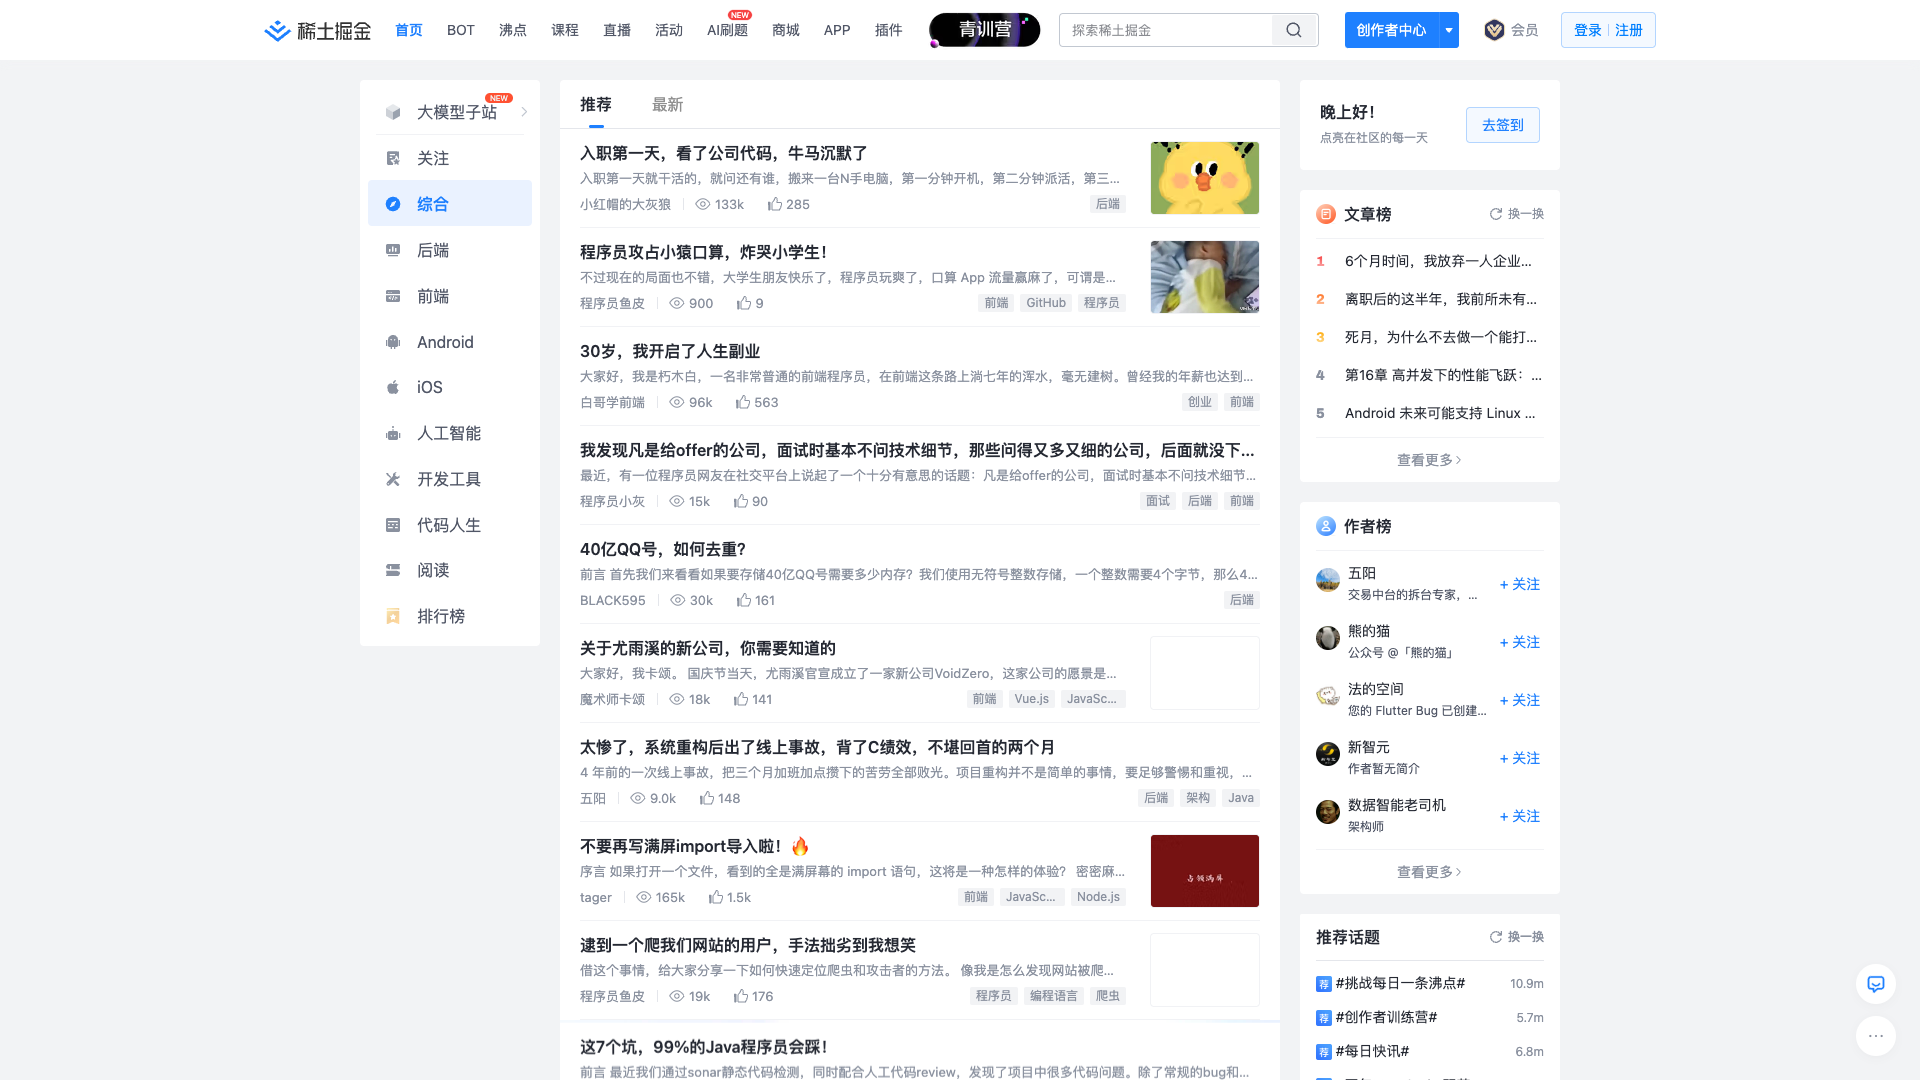 稀土掘金
首页
BOT
沸点
课程
直播
活动
AI刷题
NEW
商城
APP
插件
青训营
探索稀土掘金
创作者中心
会员
登录
注册
大模型子站
NEW
关注
综合
后端
前端
Android
iOS
人工智能
开发工具
代码人生
阅读
排行榜
推荐
最新
入职第一天，看了公司代码，牛马沉默了
入职第一天就干活的，就问还有谁，搬来一台N手电脑，第一分钟开机，第二分钟派活，第三...
小红帽的大灰狼 133k 285 后端
程序员攻占小猿口算，炸哭小学生！
不过现在的局面也不错，大学生朋友快乐了，程序员玩爽了，口算 App 流量赢麻了，可谓是...
程序员鱼皮 900 9 前端 GitHub 程序员
30岁，我开启了人生副业
大家好，我是朽木白，一名非常普通的前端程序员，在前端这条路上淌七年的浑水，毫无建树。曾经我的年薪也达到...
白哥学前端 96k 563 创业 前端
我发现凡是给offer的公司，面试时基本不问技术细节，那些问得又多又细的公司，后面就没下...
最近，有一位程序员网友在社交平台上说起了一个十分有意思的话题：凡是给offer的公司，面试时基本不问技术细节...
程序员小灰 15k 90 面试 后端 前端
40亿QQ号，如何去重？
前言 首先我们来看看如果要存储40亿QQ号需要多少内存？我们使用无符号整数存储，一个整数需要4个字节，那么4...
BLACK595 30k 161 后端
关于尤雨溪的新公司，你需要知道的
大家好，我卡颂。 国庆节当天，尤雨溪官宣成立了一家新公司VoidZero，这家公司的愿景是...
魔术师卡颂 18k 141 前端 Vue.js JavaSc...
太惨了，系统重构后出了线上事故，背了C绩效，不堪回首的两个月
4 年前的一次线上事故，把三个月加班加点攒下的苦劳全部败光。项目重构并不是简单的事情，要足够警惕和重视，...
五阳 9.0k 148 后端 架构 Java
不要再写满屏import导入啦！🔥
序言 如果打开一个文件，看到的全是满屏幕的 import 语句，这将是一种怎样的体验？ 密密麻...
tager 165k 1.5k 前端 JavaSc... Node.js
占领满屏
逮到一个爬我们网站的用户，手法拙劣到我想笑
借这个事情，给大家分享一下如何快速定位爬虫和攻击者的方法。 像我是怎么发现网站被爬...
程序员鱼皮 19k 176 程序员 编程语言 爬虫
这7个坑，99%的Java程序员会踩！
前言 最近我们通过sonar静态代码检测，同时配合人工代码review，发现了项目中很多代码问题。除了常规的bug和...
晚上好！
点亮在社区的每一天
去签到
文章榜
换一换
1 6个月时间，我放弃一人企业...
2 离职后的这半年，我前所未有...
3 死月，为什么不去做一个能打...
4 第16章 高并发下的性能飞跃：...
5 Android 未来可能支持 Linux ...
查看更多
作者榜
五阳
交易中台的拆台专家，...
+ 关注
熊的猫
公众号 @「熊的猫」
+ 关注
法的空间
您的 Flutter Bug 已创建...
+ 关注
新智元
作者暂无简介
+ 关注
数据智能老司机
架构师
+ 关注
查看更多
推荐话题
换一换
荐 #挑战每日一条沸点# 10.9m
荐 #创作者训练营# 5.7m
荐 #每日快讯# 6.8m